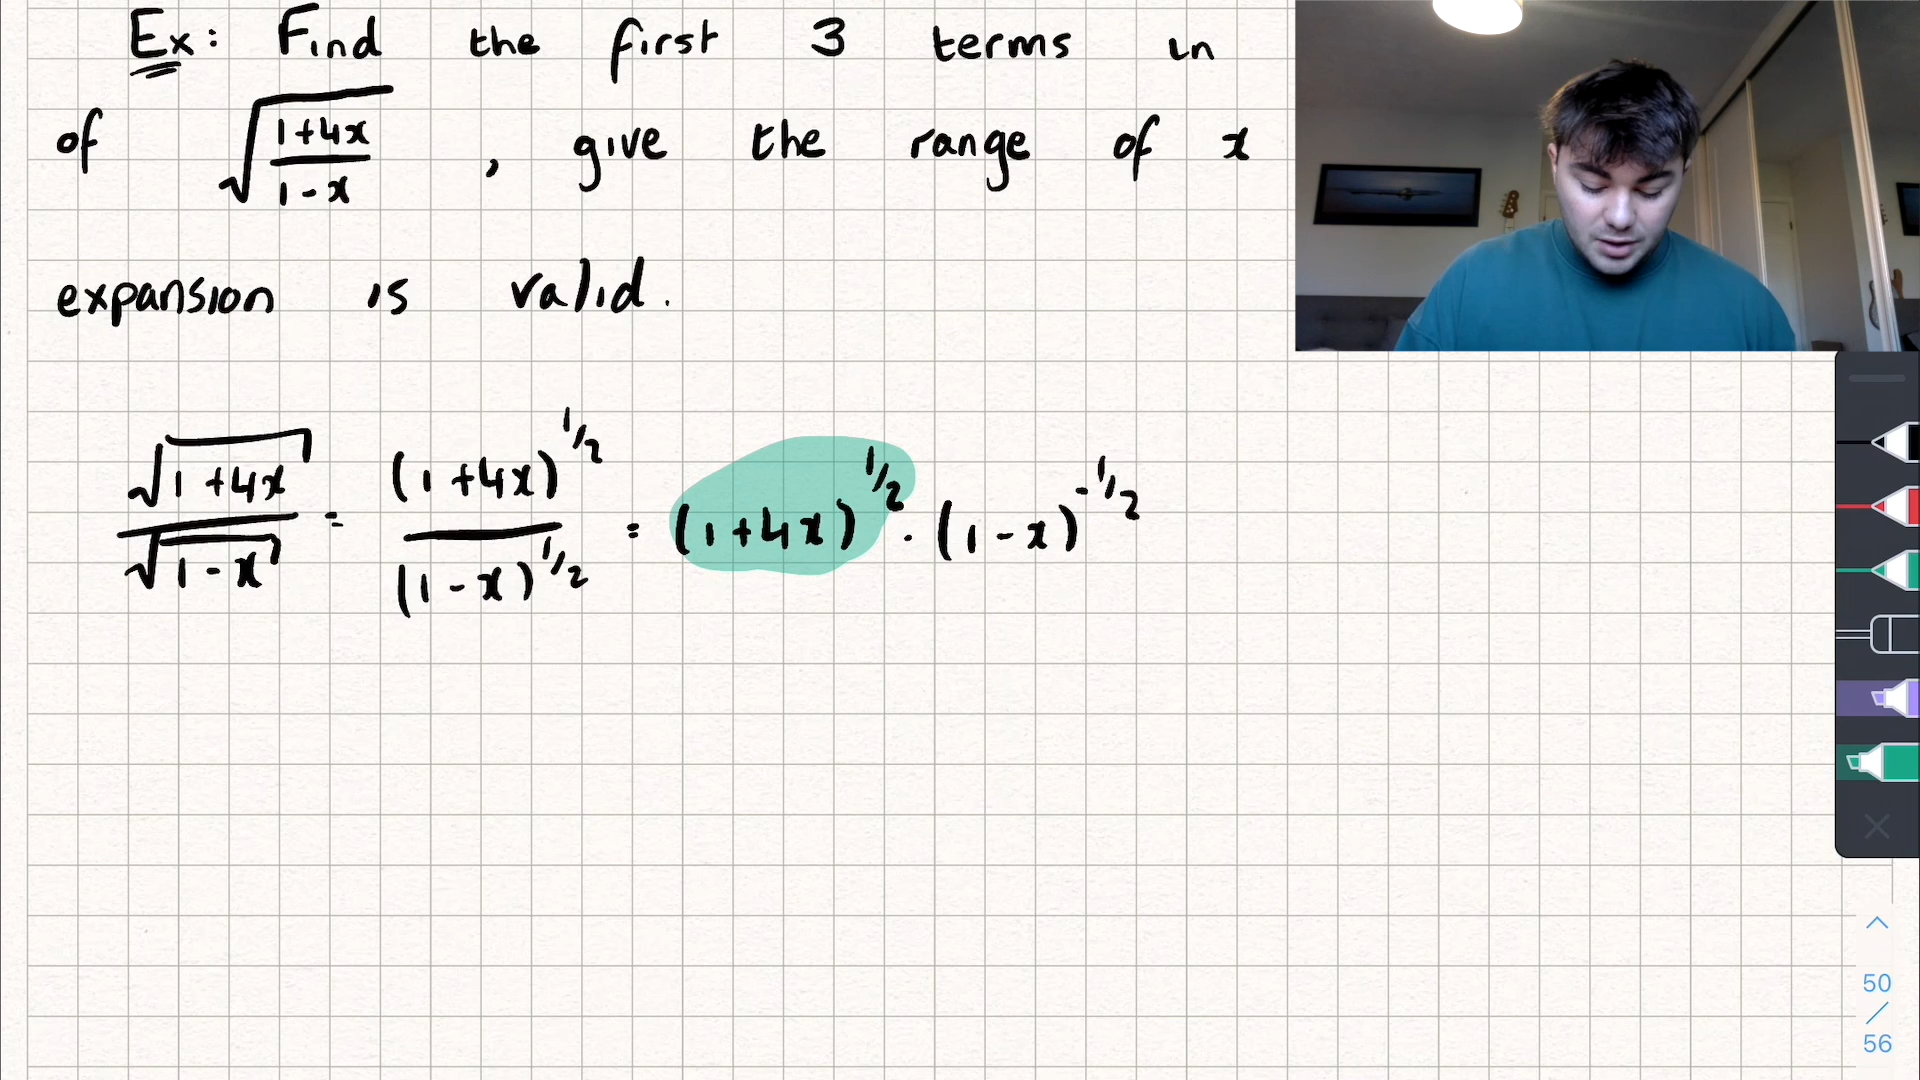 Ex: Find the first 3 terms in
of √((1+4x)/(1-x)) , give the range of x
expansion is valid.
√(1+4x)/√(1-x) = (1+4x)^1/2/(1-x)^1/2 = (1+4x)^1/2 · (1-x)^-1/2
50
/
56